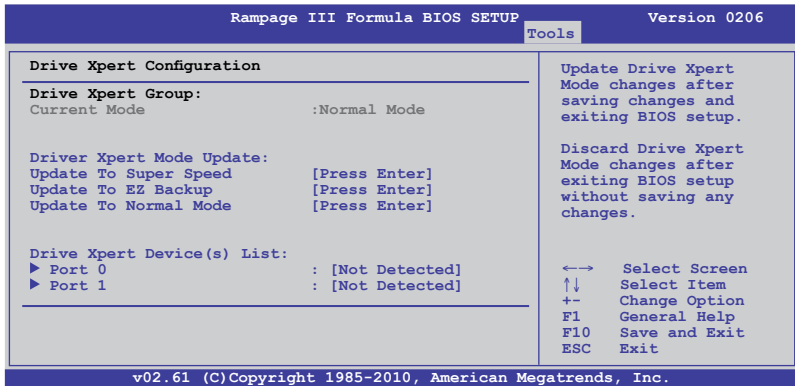 Rampage III Formula BIOS SETUP Version 0206
Tools
Drive Xpert Configuration
Drive Xpert Group:
Current Mode :Normal Mode
Driver Xpert Mode Update:
Update To Super Speed [Press Enter]
Update To EZ Backup [Press Enter]
Update To Normal Mode [Press Enter]
Drive Xpert Device(s) List:
▶ Port 0 : [Not Detected]
▶ Port 1 : [Not Detected]
Update Drive Xpert
Mode changes after
saving changes and
exiting BIOS setup.
Discard Drive Xpert
Mode changes after
exiting BIOS setup
without saving any
changes.
←→ Select Screen
↑↓ Select Item
+- Change Option
F1 General Help
F10 Save and Exit
ESC Exit
v02.61 (C)Copyright 1985-2010, American Megatrends, Inc.